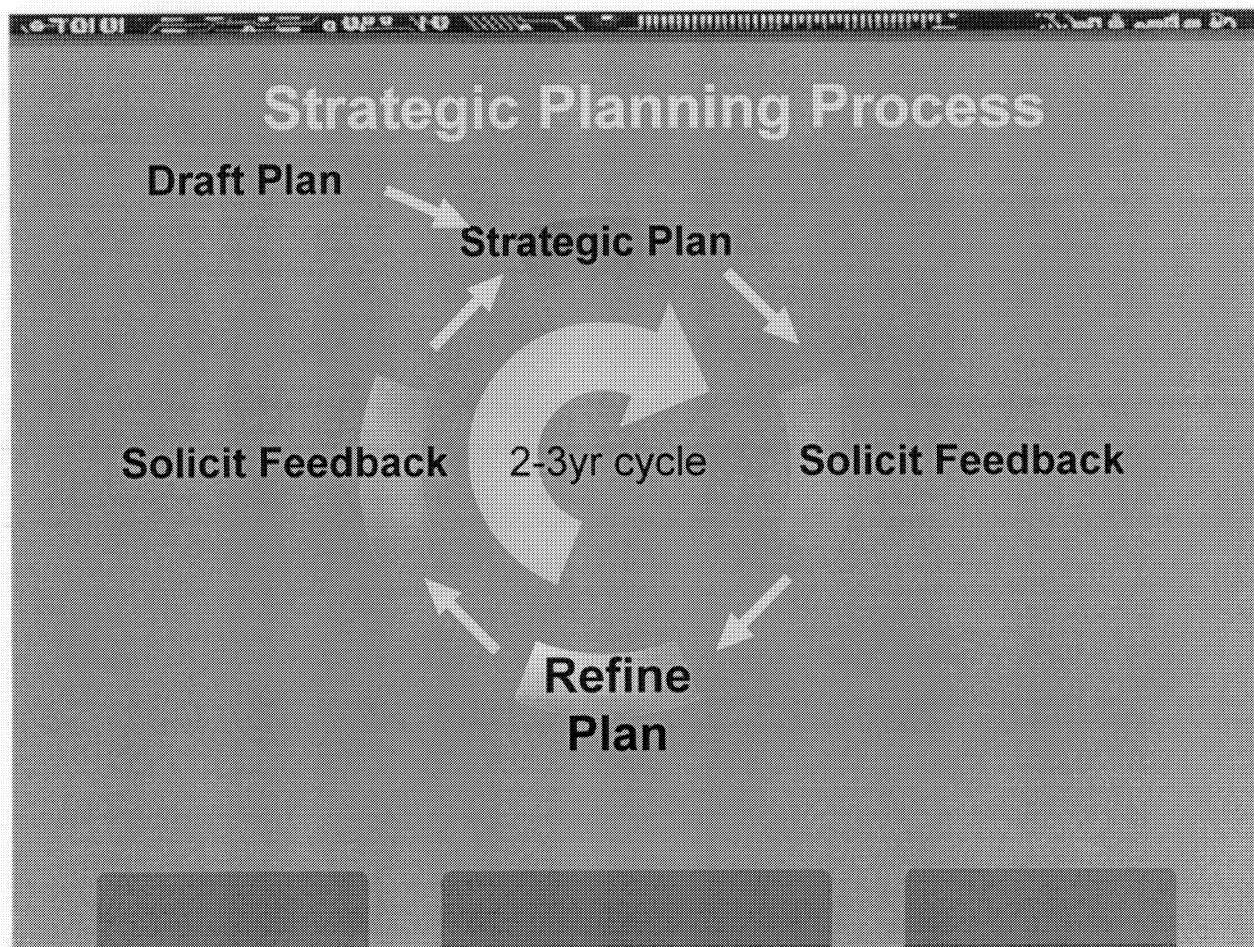 Strategic Planning Process
Draft Plan
Strategic Plan
Solicit Feedback
2-3yr cycle
Solicit Feedback
Refine
Plan